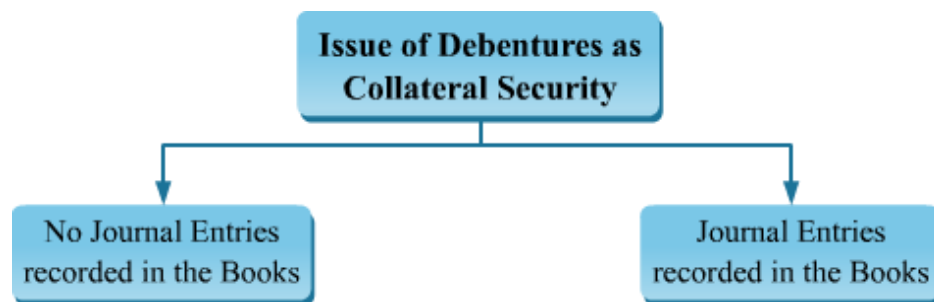 Issue of Debentures as
Collateral Security
No Journal Entries
recorded in the Books
Journal Entries
recorded in the Books